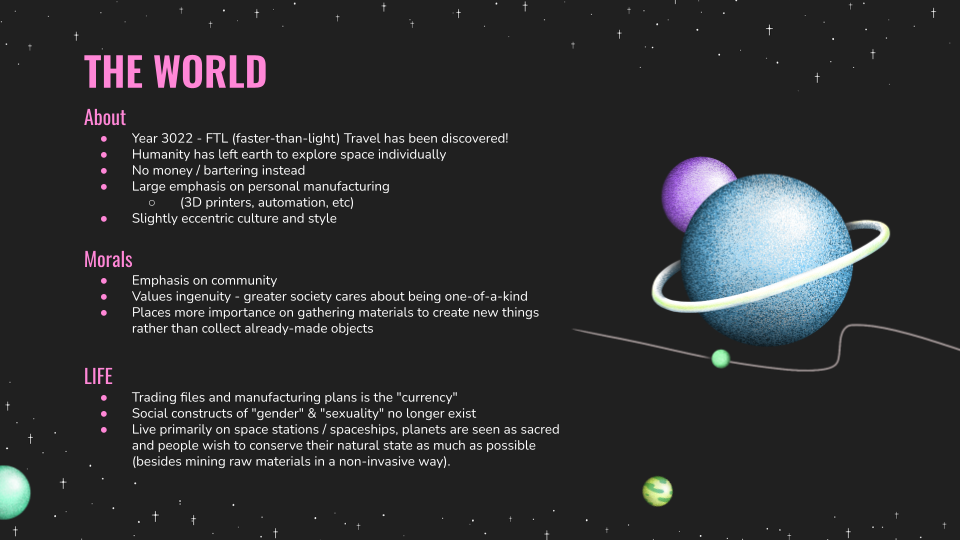 THE WORLD
About
● Year 3022 - FTL (faster-than-light) Travel has been discovered!
● Humanity has left earth to explore space individually
● No money / bartering instead
● Large emphasis on personal manufacturing
○ (3D printers, automation, etc)
● Slightly eccentric culture and style
Morals
● Emphasis on community
● Values ingenuity - greater society cares about being one-of-a-kind
● Places more importance on gathering materials to create new things
rather than collect already-made objects
LIFE
● Trading files and manufacturing plans is the "currency"
● Social constructs of "gender" & "sexuality" no longer exist
● Live primarily on space stations / spaceships, planets are seen as sacred
and people wish to conserve their natural state as much as possible
(besides mining raw materials in a non-invasive way).